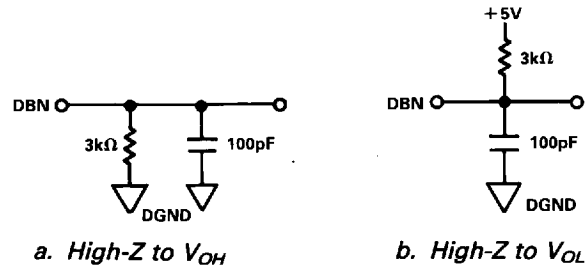 +5V
3kΩ
DBN
DBN
3kΩ
100pF
100pF
DGND
DGND
a. High-Z to VOH
b. High-Z to VOL